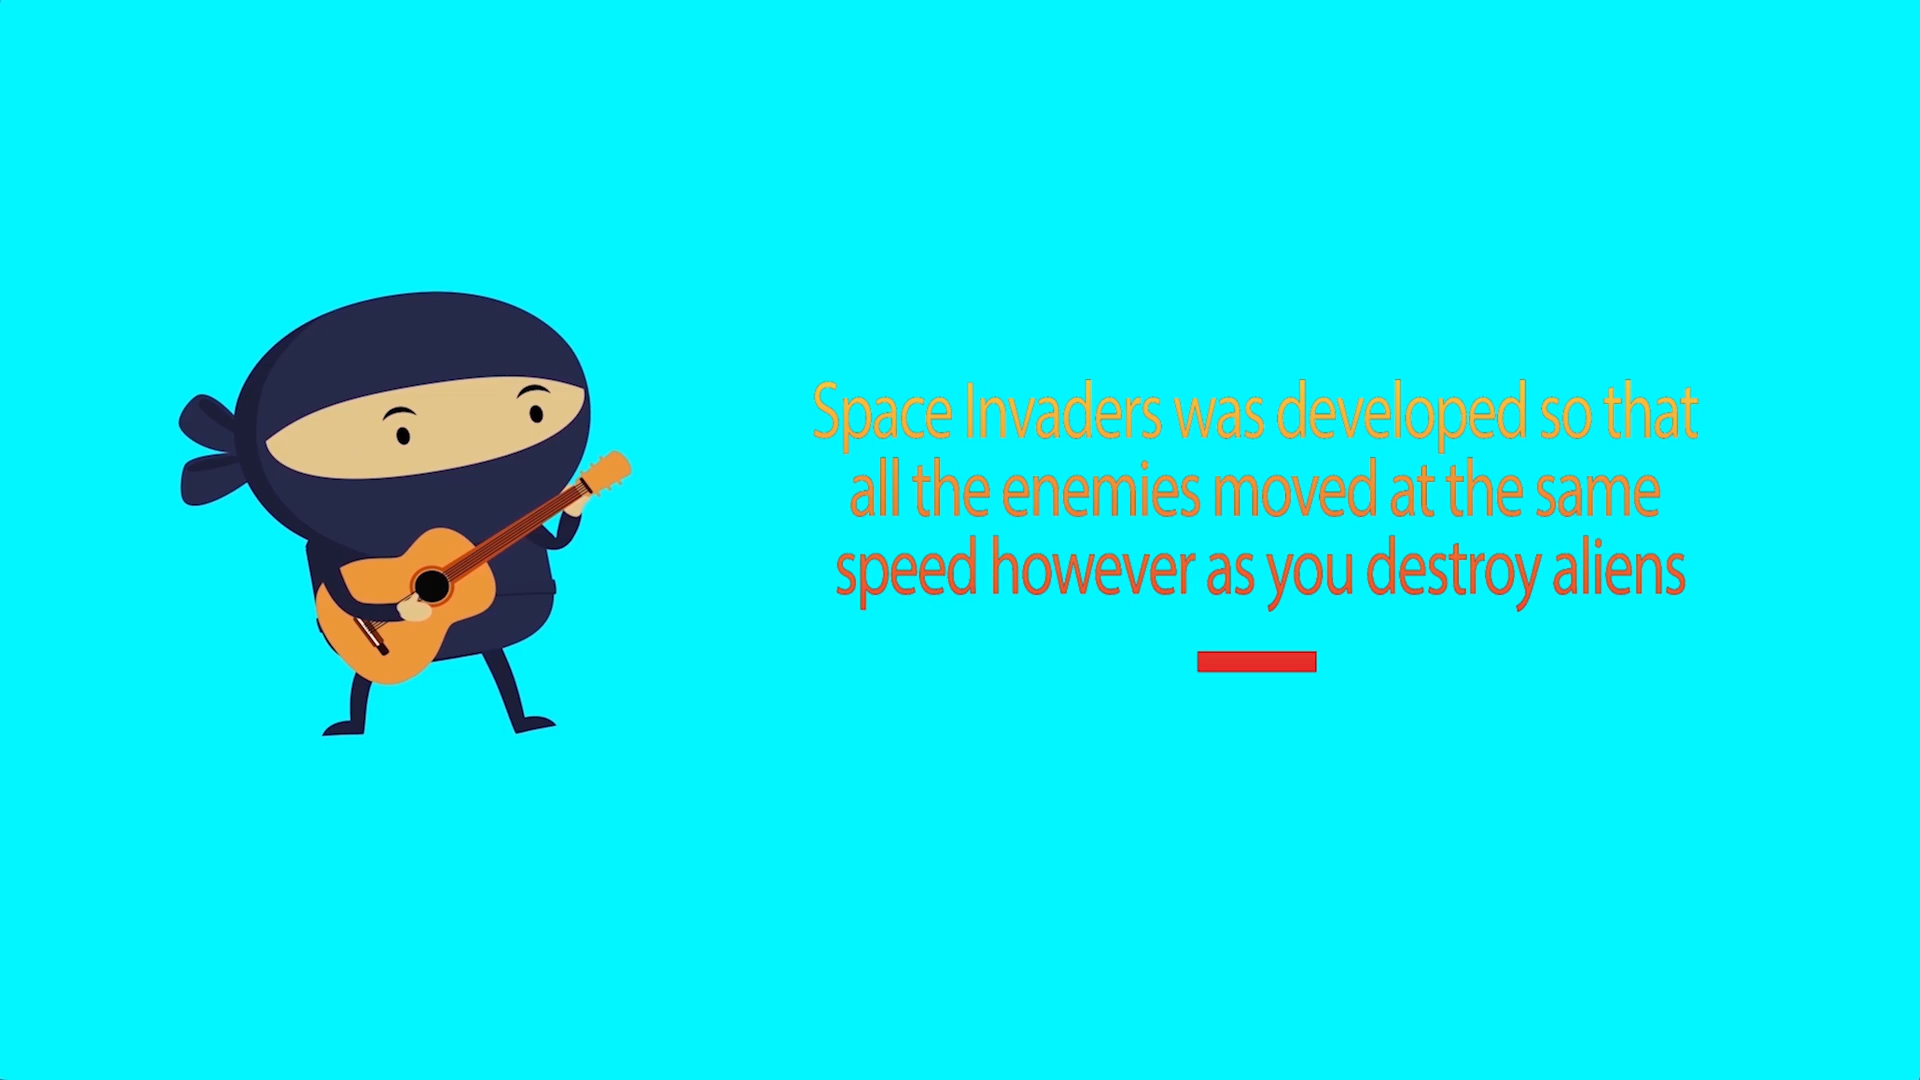 Space Invaders was developed so that
all the enemies moved at the same
speed however as you destroy aliens